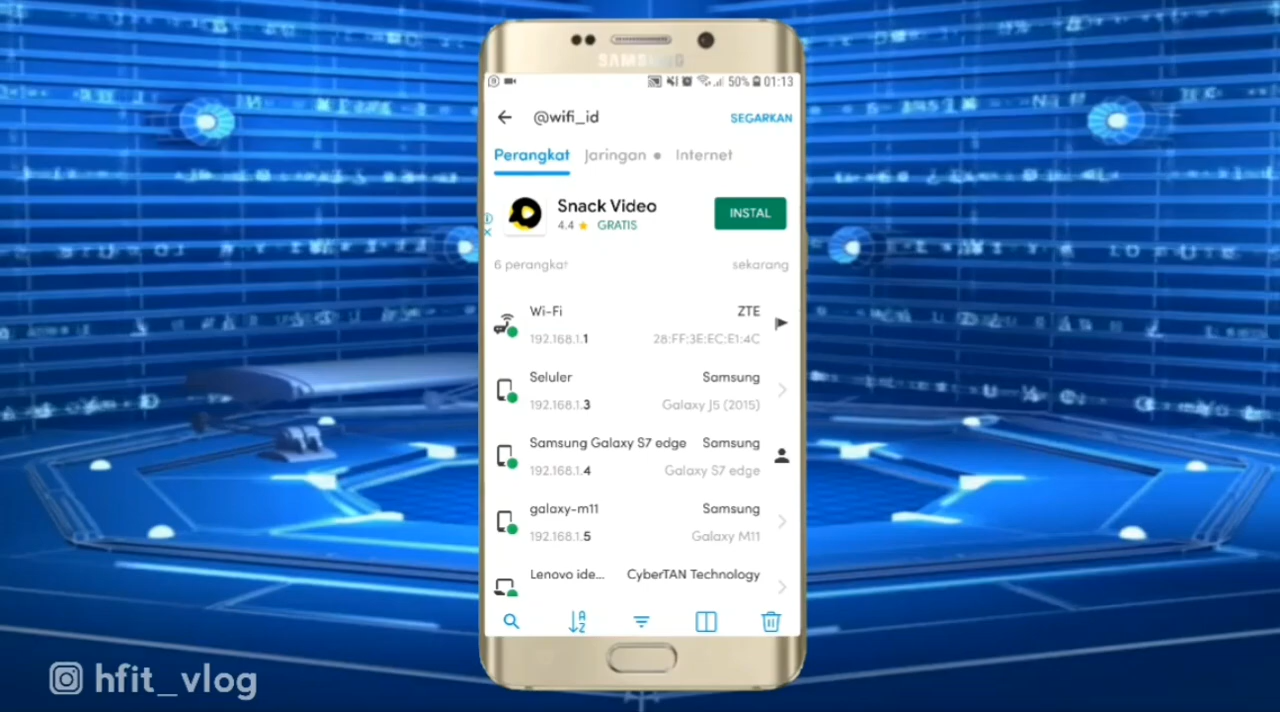 SAMSUNG
50% 01:13
@wifi_id SEGARKAN
Perangkat Jaringan Internet
Snack Video
4.4 GRATIS
INSTAL
6 perangkat sekarang
Wi-Fi ZTE
192.168.1.1 28:FF:3E:EC:E1:4C
Seluler Samsung
192.168.1.3 Galaxy J5 (2015)
Samsung Galaxy S7 edge Samsung
192.168.1.4 Galaxy S7 edge
galaxy-m11 Samsung
192.168.1.5 Galaxy M11
Lenovo ide... CyberTAN Technology
hfit_vlog